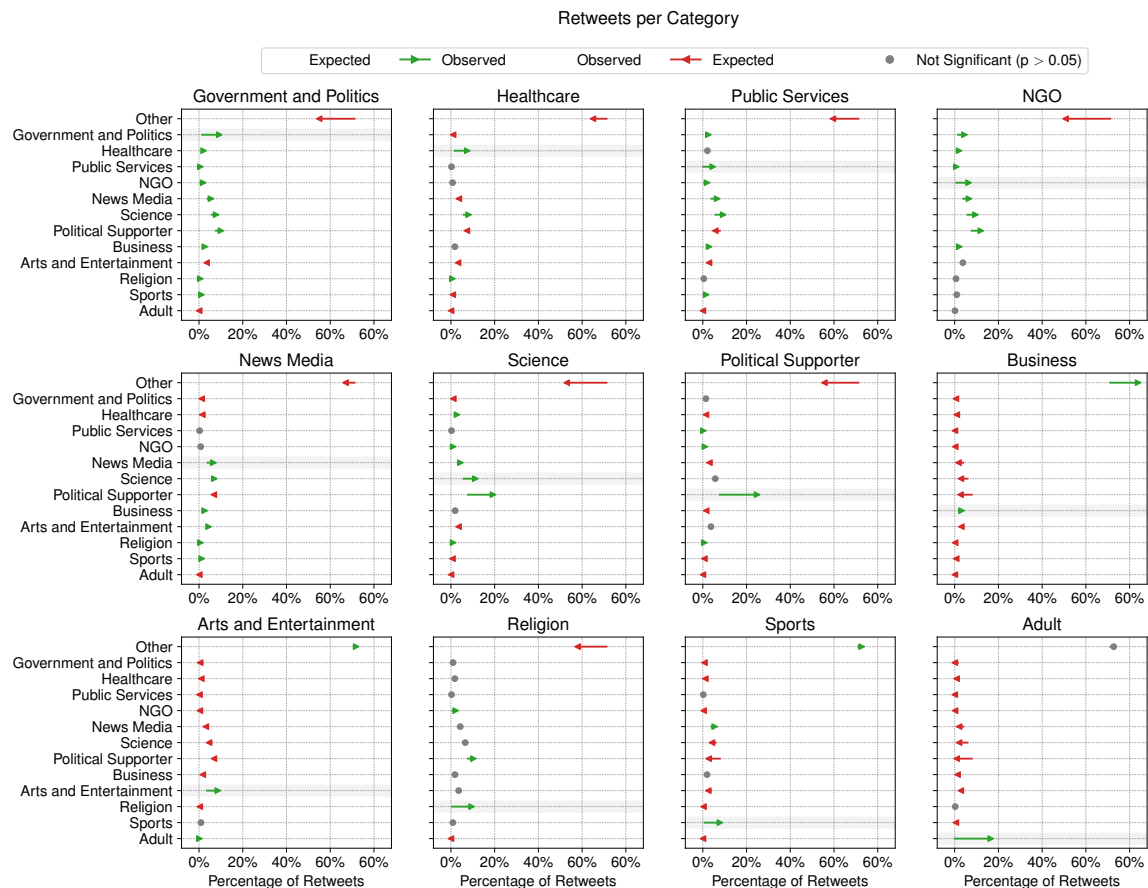 Retweets per Category
Expected Observed Observed Expected Not Significant (p > 0.05)
Government and Politics Healthcare Public Services NGO
Other
Government and Politics
Healthcare
Public Services
NGO
News Media
Science
Political Supporter
Business
Arts and Entertainment
Religion
Sports
Adult
0% 20% 40% 60% 0% 20% 40% 60% 0% 20% 40% 60% 0% 20% 40% 60%
News Media Science Political Supporter Business
Other
Government and Politics
Healthcare
Public Services
NGO
News Media
Science
Political Supporter
Business
Arts and Entertainment
Religion
Sports
Adult
0% 20% 40% 60% 0% 20% 40% 60% 0% 20% 40% 60% 0% 20% 40% 60%
Arts and Entertainment Religion Sports Adult
Other
Government and Politics
Healthcare
Public Services
NGO
News Media
Science
Political Supporter
Business
Arts and Entertainment
Religion
Sports
Adult
0% 20% 40% 60% 0% 20% 40% 60% 0% 20% 40% 60% 0% 20% 40% 60%
Percentage of Retweets Percentage of Retweets Percentage of Retweets Percentage of Retweets